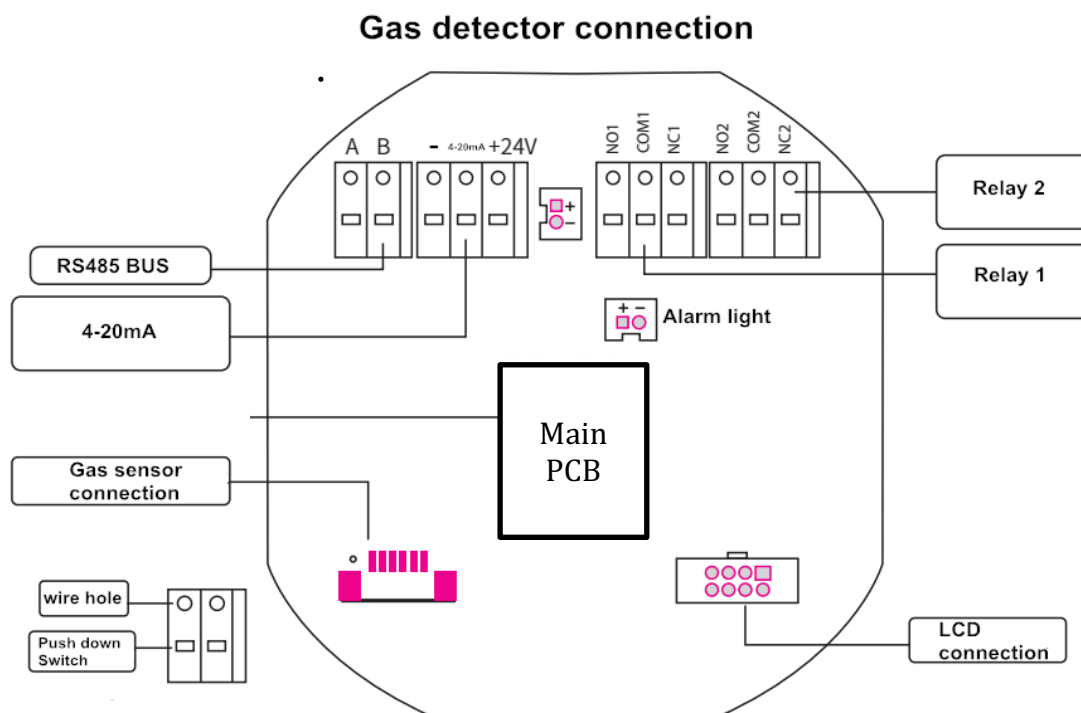 Gas detector connection
A B - 4-20mA +24V NO1 COM1 NC1 NO2 COM2 NC2
+
−
Relay 2
RS485 BUS
Relay 1
4-20mA
+ −
Alarm light
Main
PCB
Gas sensor
connection
wire hole
Push down
Switch
LCD
connection